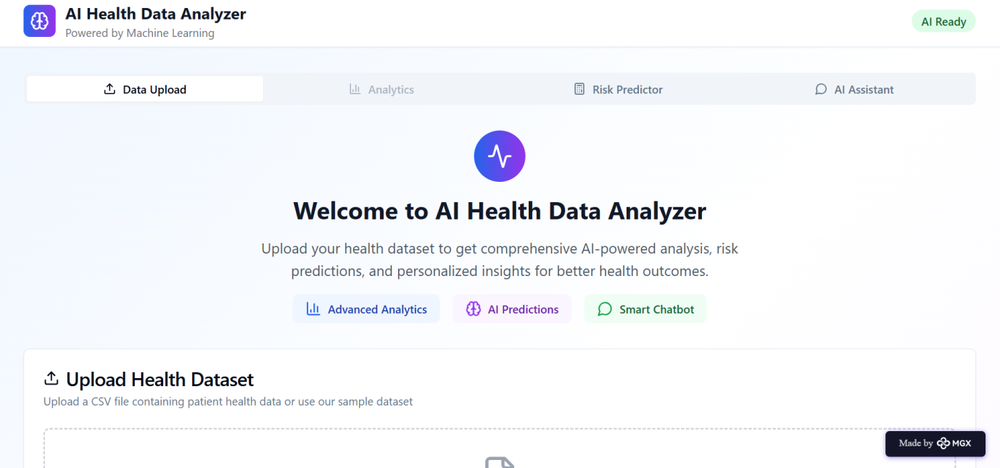 AI Health Data Analyzer
Powered by Machine Learning
AI Ready
Data Upload
Analytics
Risk Predictor
AI Assistant
Welcome to AI Health Data Analyzer
Upload your health dataset to get comprehensive AI-powered analysis, risk
predictions, and personalized insights for better health outcomes.
Advanced Analytics
AI Predictions
Smart Chatbot
Upload Health Dataset
Upload a CSV file containing patient health data or use our sample dataset
Made by MGX